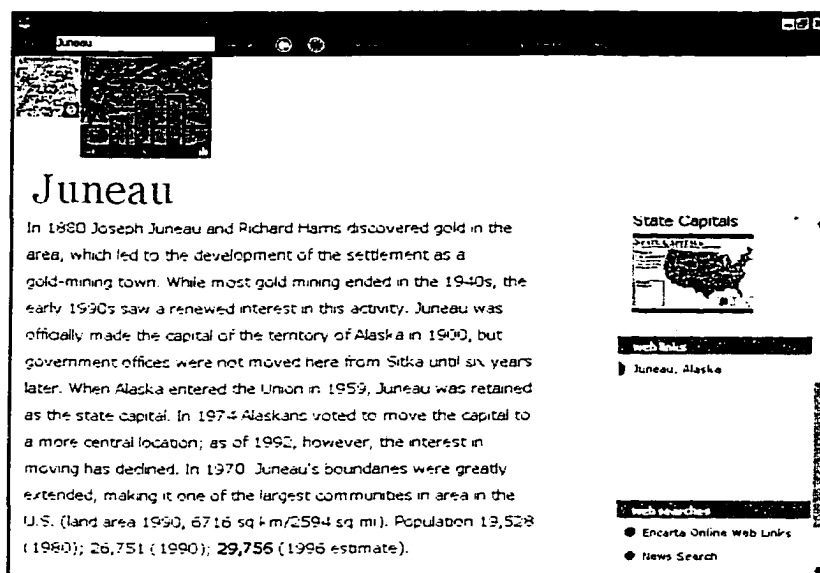 Juneau
Juneau
In 1880 Joseph Juneau and Richard Harris discovered gold in the
area, which led to the development of the settlement as a
gold-mining town. While most gold mining ended in the 1940s, the
early 1990s saw a renewed interest in this activity. Juneau was
officially made the capital of the territory of Alaska in 1900, but
government offices were not moved here from Sitka until six years
later. When Alaska entered the Union in 1959, Juneau was retained
as the state capital. In 1974 Alaskans voted to move the capital to
a more central location; as of 1992, however, the interest in
moving has declined. In 1970 Juneau's boundaries were greatly
extended, making it one of the largest communities in area in the
U.S. (land area 1990, 6716 sq km/2594 sq mi). Population 19,528
(1980); 26,751 (1990); 29,756 (1996 estimate).
State Capitals
web links
Juneau, Alaska
web searches
Encarta Online Web Links
News Search